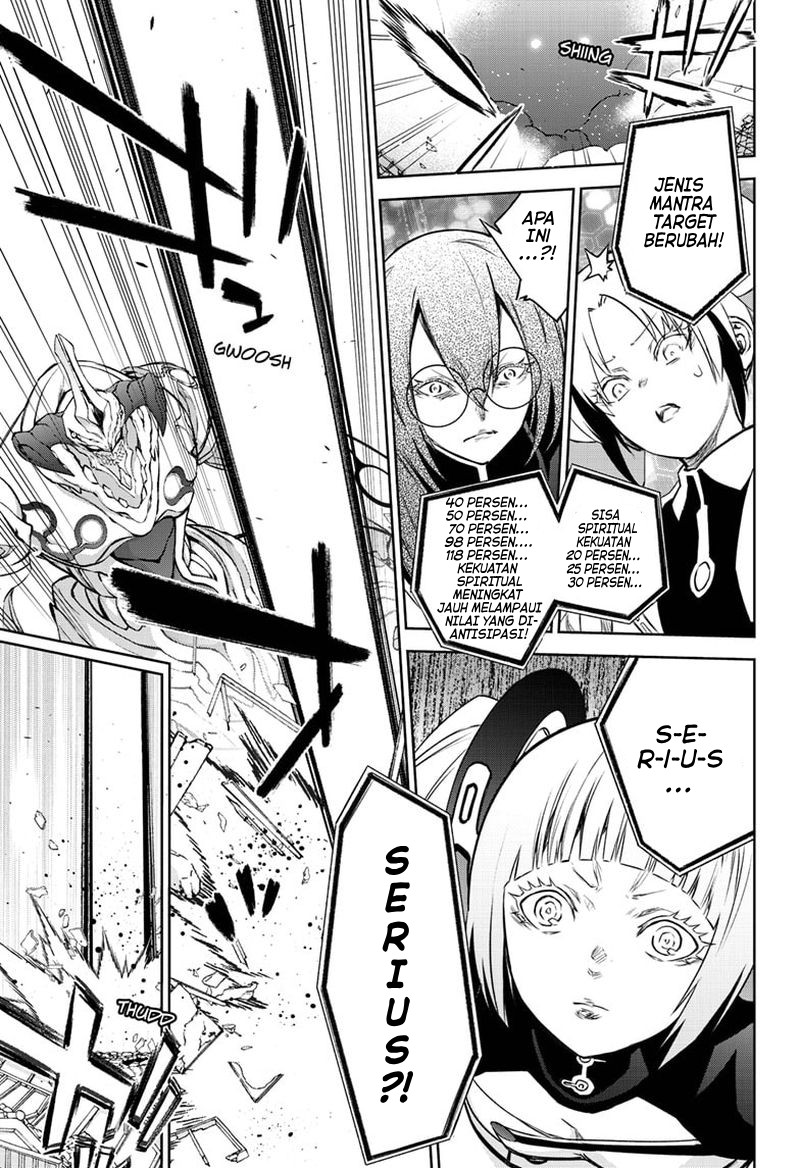 SHIING
JENIS
MANTRA
TARGET
BERUBAH!
APA
INI
...?!
SISA
SPIRITUAL
KEKUATAN
20 PERSEN...
25 PERSEN...
30 PERSEN...
40 PERSEN...
50 PERSEN...
70 PERSEN...
98 PERSEN....
118 PERSEN...
KEKUATAN
SPIRITUAL
MENINGKAT
JAUH MELAMPAUI
NILAI YANG DI-
ANTISIPASI!
GWOOSH
S-E-
R-I-U-S
...
SERIUS?!
THUDD